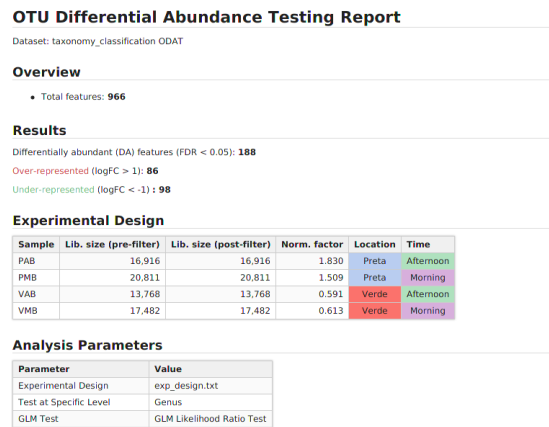 OTU Differential Abundance Testing Report
Dataset: taxonomy_classification ODAT
Overview
• Total features: 966
Results
Differentially abundant (DA) features (FDR < 0.05): 188
Over-represented (logFC > 1): 86
Under-represented (logFC < -1) : 98
Experimental Design
Sample Lib. size (pre-filter) Lib. size (post-filter) Norm. factor Location Time
PAB 16,916 16,916 1.830 Preta Afternoon
PMB 20,811 20,811 1.509 Preta Morning
VAB 13,768 13,768 0.591 Verde Afternoon
VMB 17,482 17,482 0.613 Verde Morning
Analysis Parameters
Parameter Value
Experimental Design exp_design.txt
Test at Specific Level Genus
GLM Test GLM Likelihood Ratio Test